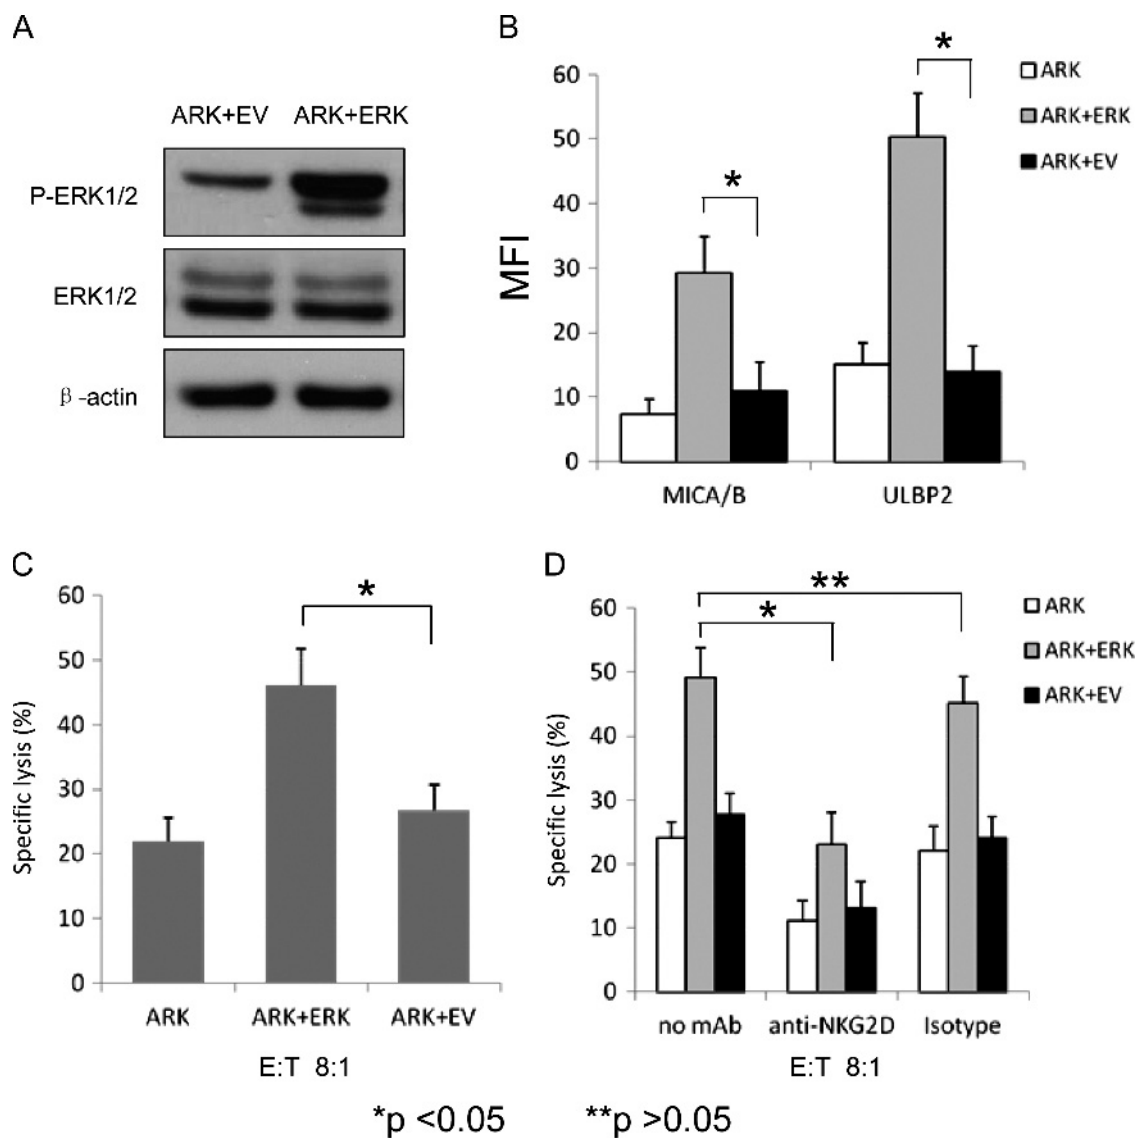 A
ARK+EV ARK+ERK
P-ERK1/2
ERK1/2
β-actin
B
MFI
60
50
40
30
20
10
0
*
*
MICA/B ULBP2
ARK
ARK+ERK
ARK+EV
C
Specific lysis (%)
60
50
40
30
20
10
0
*
ARK ARK+ERK ARK+EV
E:T 8:1
D
Specific lysis (%)
60
50
40
30
20
10
0
**
*
no mAb anti-NKG2D Isotype
E:T 8:1
ARK
ARK+ERK
ARK+EV
*p <0.05 **p >0.05